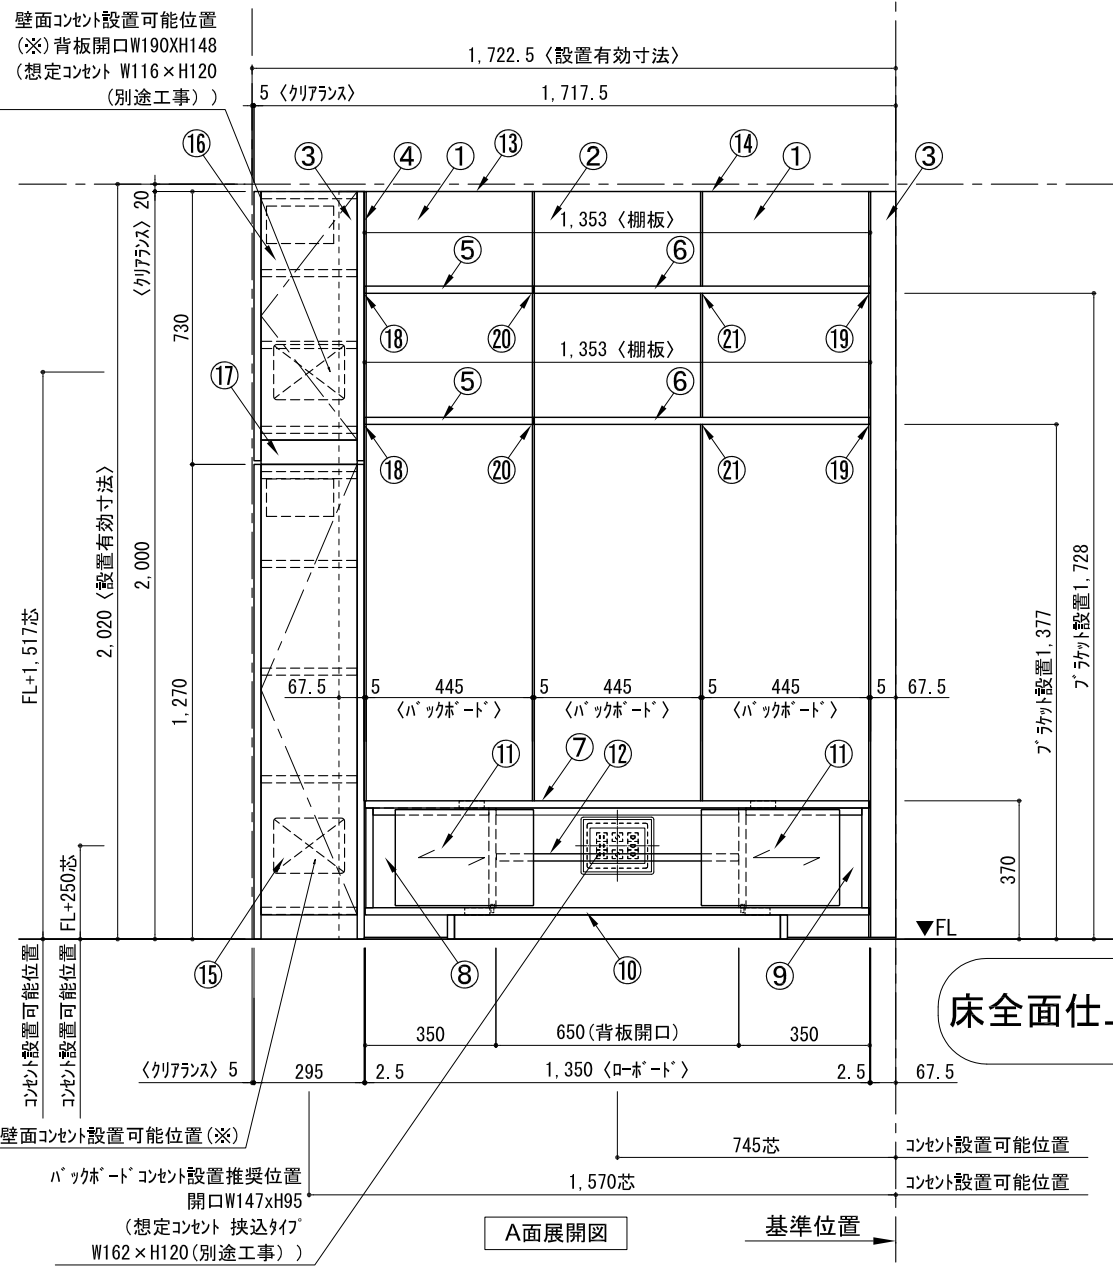 壁面コンセント設置可能位置
(※)背板開口W190XH148
(想定コンセント W116×H120
(別途工事) )
1,722.5 〈設置有効寸法〉
5 〈クリアランス〉
1,717.5
⑯
③
④
①
⑬
②
⑭
①
③
〈クリアランス〉 20
1,353 〈棚板〉
⑤
⑥
730
⑱
⑳
㉑
⑲
1,353 〈棚板〉
⑰
⑤
⑥
⑱
⑳
㉑
⑲
2,020 〈設置有効寸法〉
2,000
FL+1,517芯
1,270
ブラケット設置1,377
ブラケット設置1,728
67.5
5
445
5
445
5
445
5
67.5
〈バックボード〉
〈バックボード〉
〈バックボード〉
⑪
⑦
⑫
⑪
FL+250芯
370
▼FL
⑮
⑧
⑩
⑨
コンセント設置可能位置
コンセント設置可能位置
床全面仕上
350
650(背板開口)
350
〈クリアランス〉 5
295
2.5
1,350 〈ローボード〉
2.5
67.5
壁面コンセント設置可能位置(※)
745芯
コンセント設置可能位置
バックボードコンセント設置推奨位置
開口W147xH95
(想定コンセント 挟込タイプ
W162×H120(別途工事) )
1,570芯
コンセント設置可能位置
A面展開図
基準位置